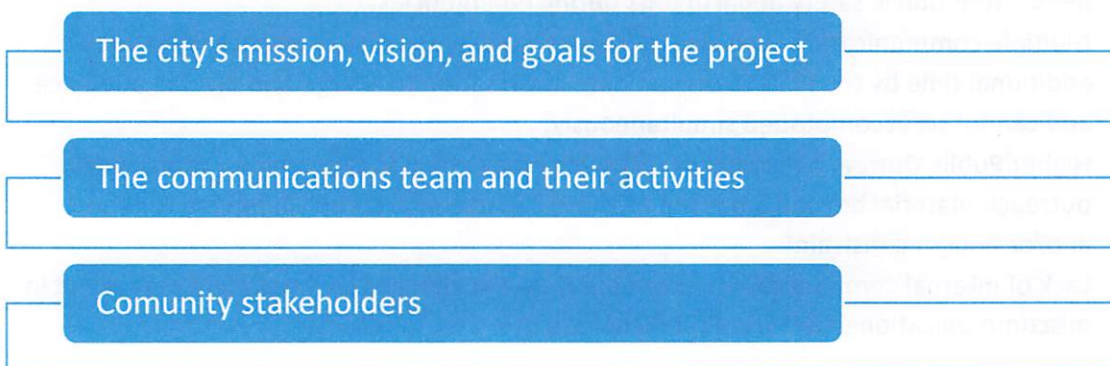 The city's mission, vision, and goals for the project
The communications team and their activities
Comunity stakeholders